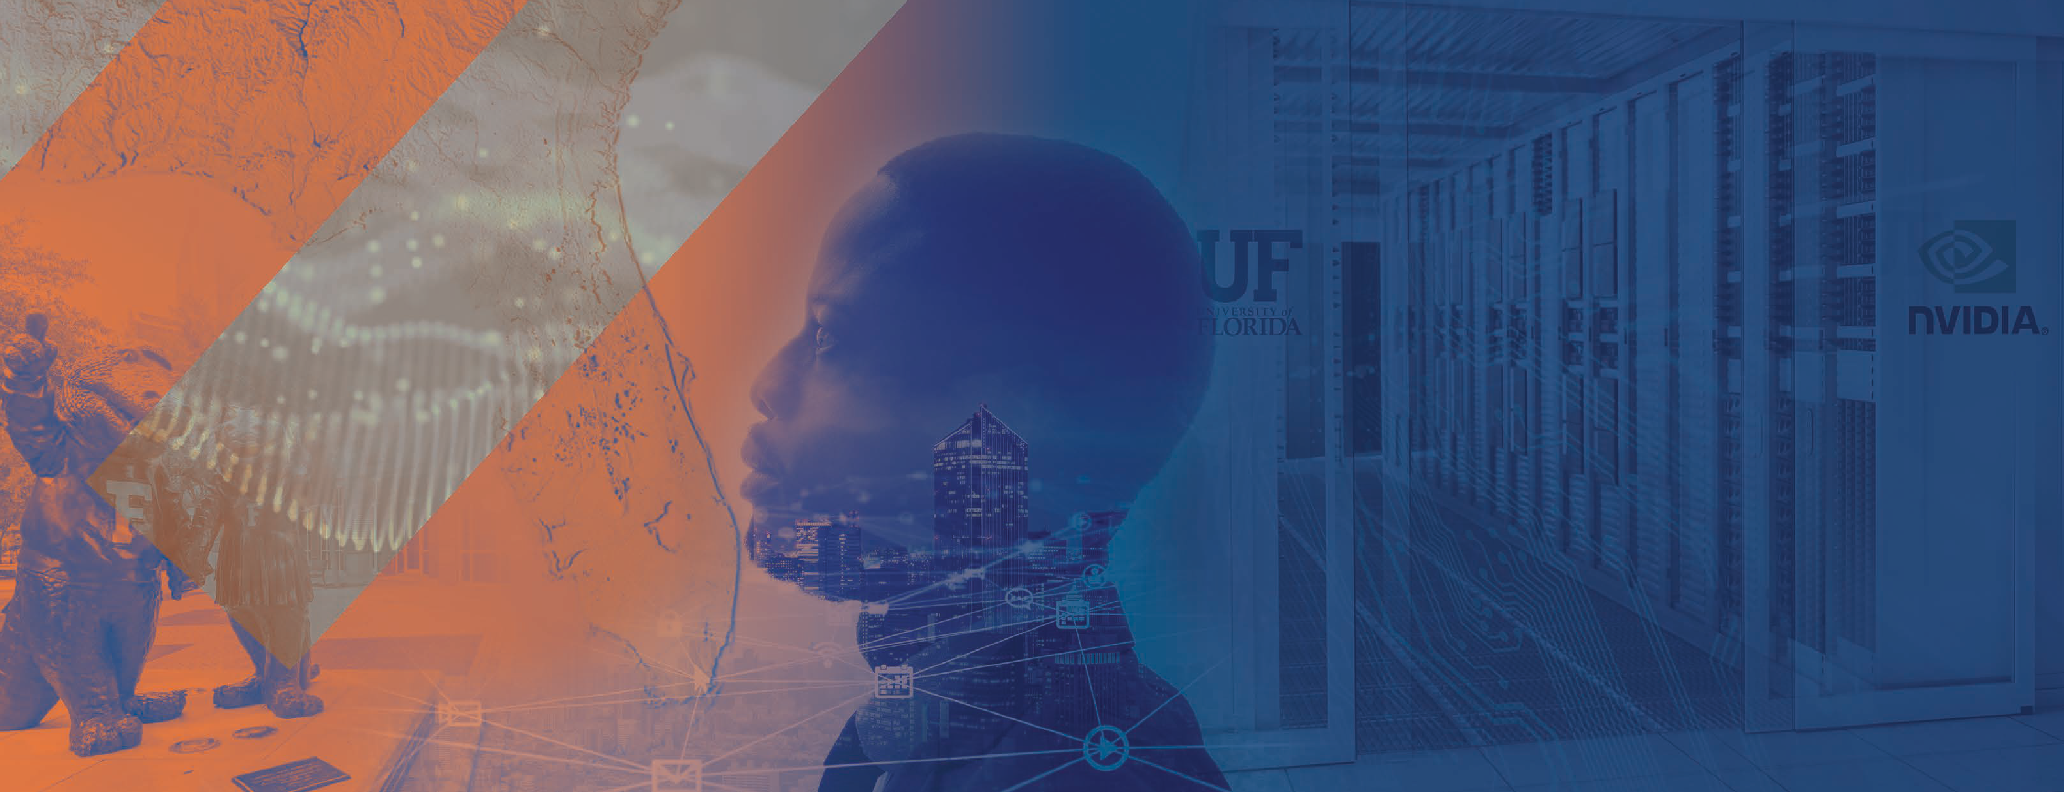 UF
UNIVERSITY of
FLORIDA
NVIDIA
F